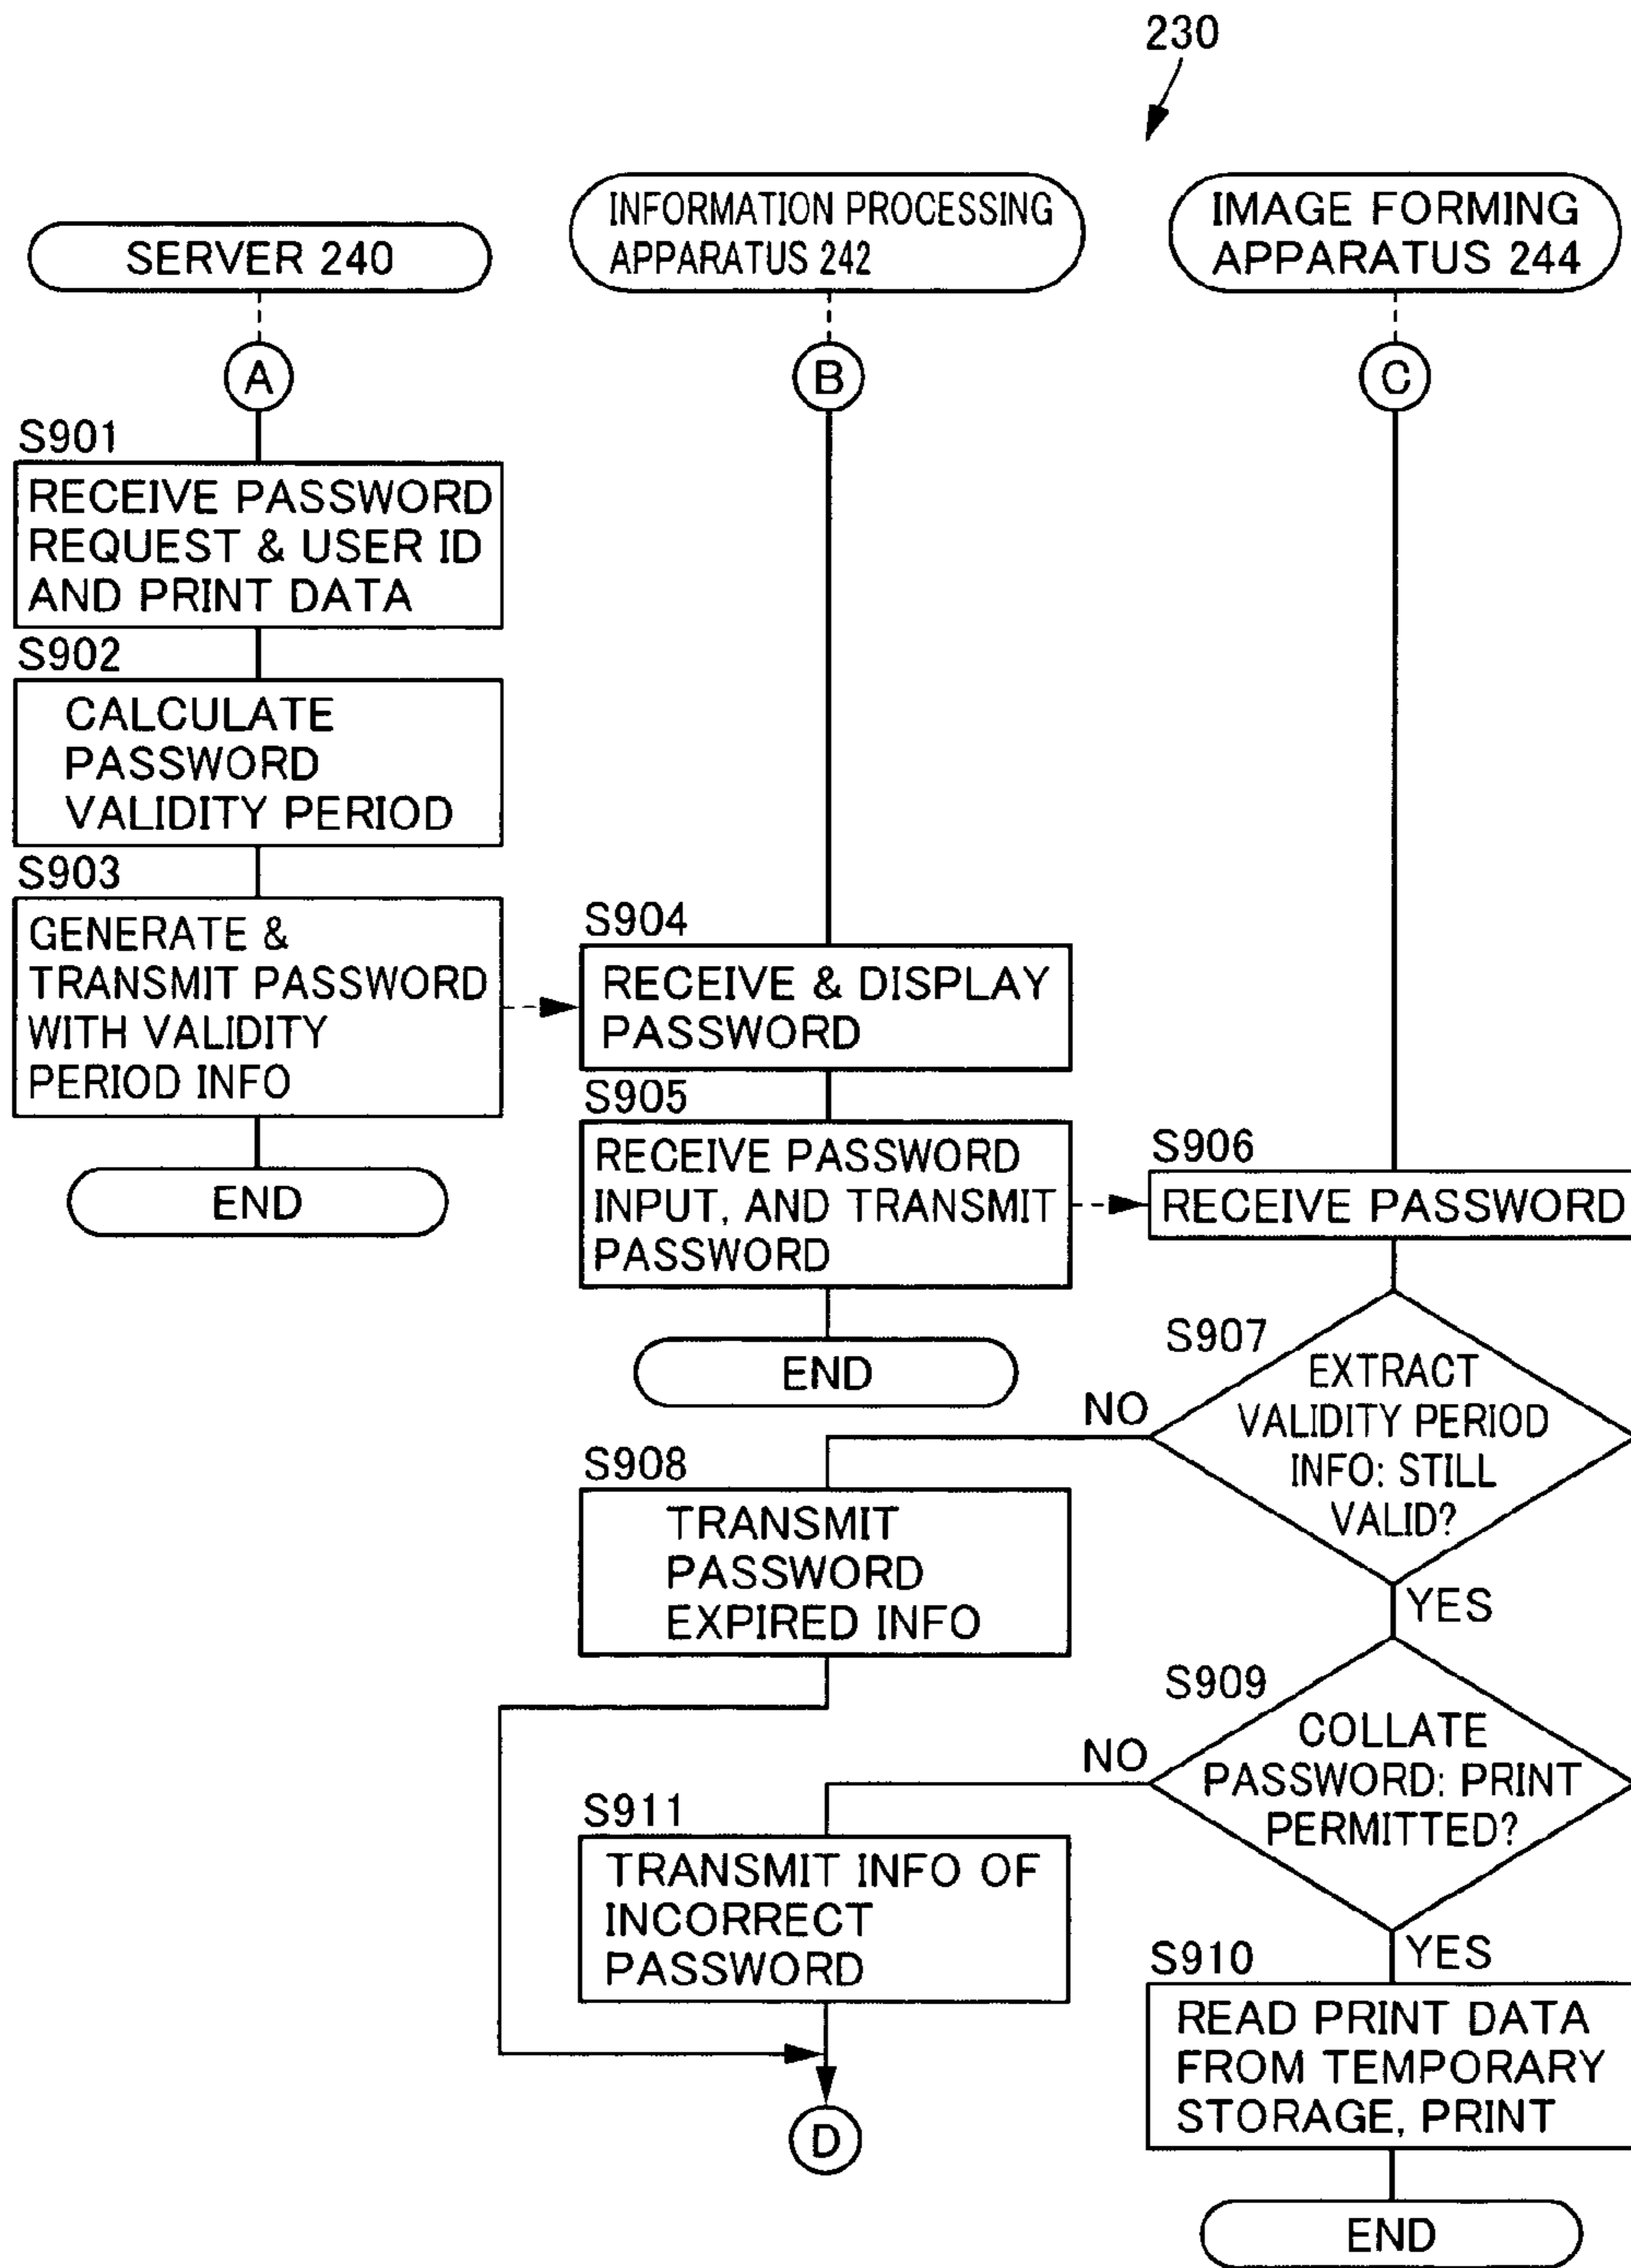 230
SERVER 240
INFORMATION PROCESSING
APPARATUS 242
IMAGE FORMING
APPARATUS 244
A
B
C
S901
RECEIVE PASSWORD
REQUEST & USER ID
AND PRINT DATA
S902
CALCULATE
PASSWORD
VALIDITY PERIOD
S903
GENERATE &
TRANSMIT PASSWORD
WITH VALIDITY
PERIOD INFO
END
S904
RECEIVE & DISPLAY
PASSWORD
S905
RECEIVE PASSWORD
INPUT, AND TRANSMIT
PASSWORD
END
S906
RECEIVE PASSWORD
S907
EXTRACT
VALIDITY PERIOD
INFO: STILL
VALID?
NO
YES
S908
TRANSMIT
PASSWORD
EXPIRED INFO
S909
COLLATE
PASSWORD: PRINT
PERMITTED?
NO
YES
S911
TRANSMIT INFO OF
INCORRECT
PASSWORD
D
S910
READ PRINT DATA
FROM TEMPORARY
STORAGE, PRINT
END